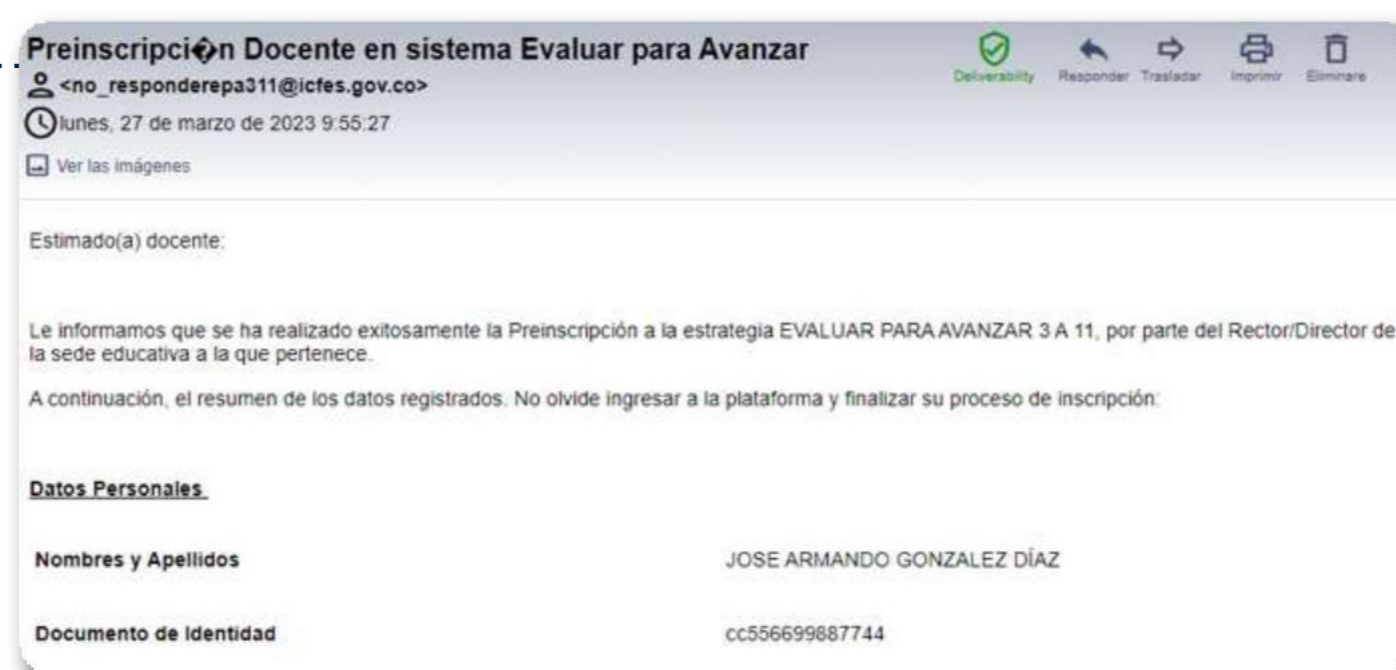 Preinscripci�n Docente en sistema Evaluar para Avanzar
Deliverability Responder Trasladar Imprimir Eliminare
<no_responderepa311@icfes.gov.co>
lunes, 27 de marzo de 2023 9:55:27
Ver las imágenes
Estimado(a) docente:
Le informamos que se ha realizado exitosamente la Preinscripción a la estrategia EVALUAR PARA AVANZAR 3 A 11, por parte del Rector/Director de
la sede educativa a la que pertenece.
A continuación, el resumen de los datos registrados. No olvide ingresar a la plataforma y finalizar su proceso de inscripción:
Datos Personales
Nombres y Apellidos JOSE ARMANDO GONZALEZ DÍAZ
Documento de Identidad cc556699887744